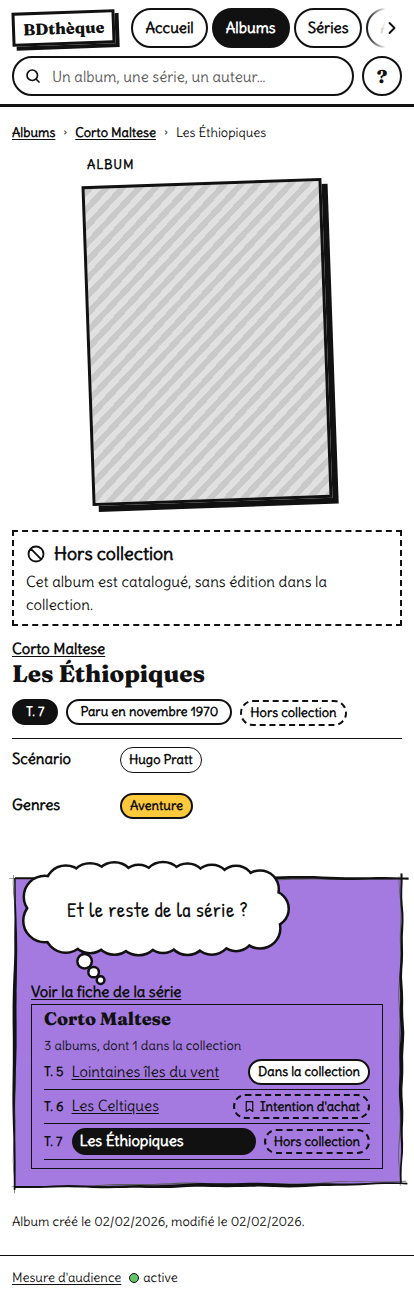 BDthèque
Accueil
Albums
Séries
Un album, une série, un auteur...
?
Albums › Corto Maltese › Les Éthiopiques
ALBUM
Hors collection
Cet album est catalogué, sans édition dans la
collection.
Corto Maltese
Les Éthiopiques
T. 7
Paru en novembre 1970
Hors collection
Scénario
Hugo Pratt
Genres
Aventure
Et le reste de la série ?
Voir la fiche de la série
Corto Maltese
3 albums, dont 1 dans la collection
T. 5 Lointaines îles du vent Dans la collection
T. 6 Les Celtiques Intention d'achat
T. 7 Les Éthiopiques Hors collection
Album créé le 02/02/2026, modifié le 02/02/2026.
Mesure d'audience active